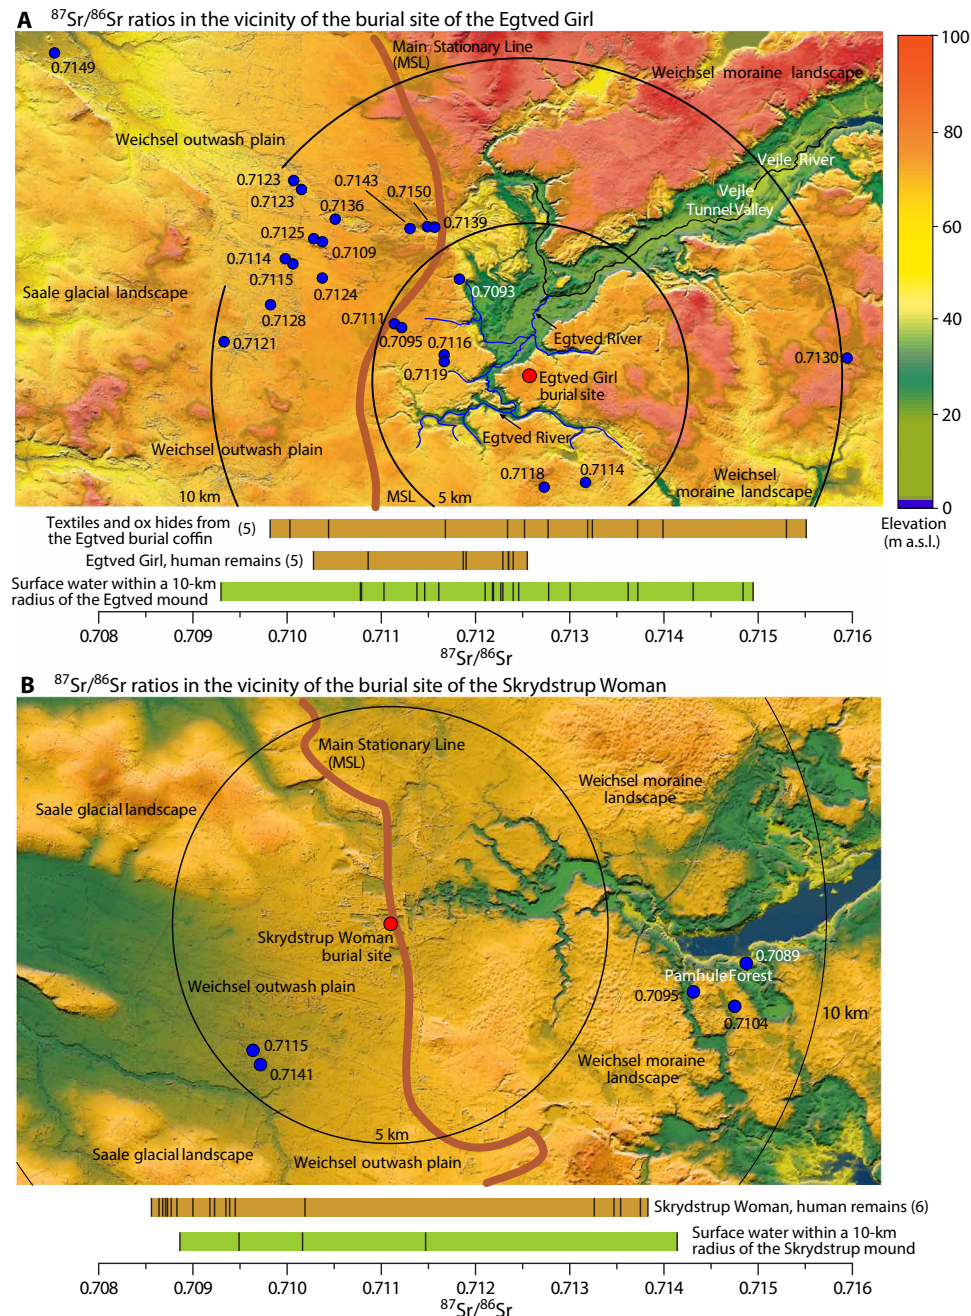 A ⁸⁷Sr/⁸⁶Sr ratios in the vicinity of the burial site of the Egtved Girl
Main Stationary Line
(MSL)
0.7149
Weichsel moraine landscape
Weichsel outwash plain
Vejle River
Vejle
Tunnel Valley
0.7123
0.7123
0.7143
0.7150
0.7136
0.7139
0.7125
0.7109
0.7114
0.7115
0.7124
0.7093
Saale glacial landscape
0.7128
0.7111
0.7095
0.7116
0.7121
0.7119
Egtved River
0.7130
Egtved Girl
burial site
Egtved River
Weichsel outwash plain
0.7118
0.7114
Weichsel
moraine landscape
10 km
MSL
5 km
100
80
60
40
20
0
Elevation
(m a.s.l.)
Textiles and ox hides from
the Egtved burial coffin (5)
Egtved Girl, human remains (5)
Surface water within a 10-km
radius of the Egtved mound
0.708 0.709 0.710 0.711 0.712 0.713 0.714 0.715 0.716
⁸⁷Sr/⁸⁶Sr
B ⁸⁷Sr/⁸⁶Sr ratios in the vicinity of the burial site of the Skrydstrup Woman
Main Stationary Line
(MSL)
Weichsel moraine
landscape
Saale glacial landscape
Skrydstrup Woman
burial site
0.7089
Pamhule Forest
0.7095
0.7104
10 km
Weichsel outwash plain
0.7115
0.7141
Weichsel moraine
landscape
5 km
Saale glacial landscape
Weichsel outwash plain
Skrydstrup Woman, human remains (6)
Surface water within a 10-km
radius of the Skrydstrup mound
0.708 0.709 0.710 0.711 0.712 0.713 0.714 0.715 0.716
⁸⁷Sr/⁸⁶Sr